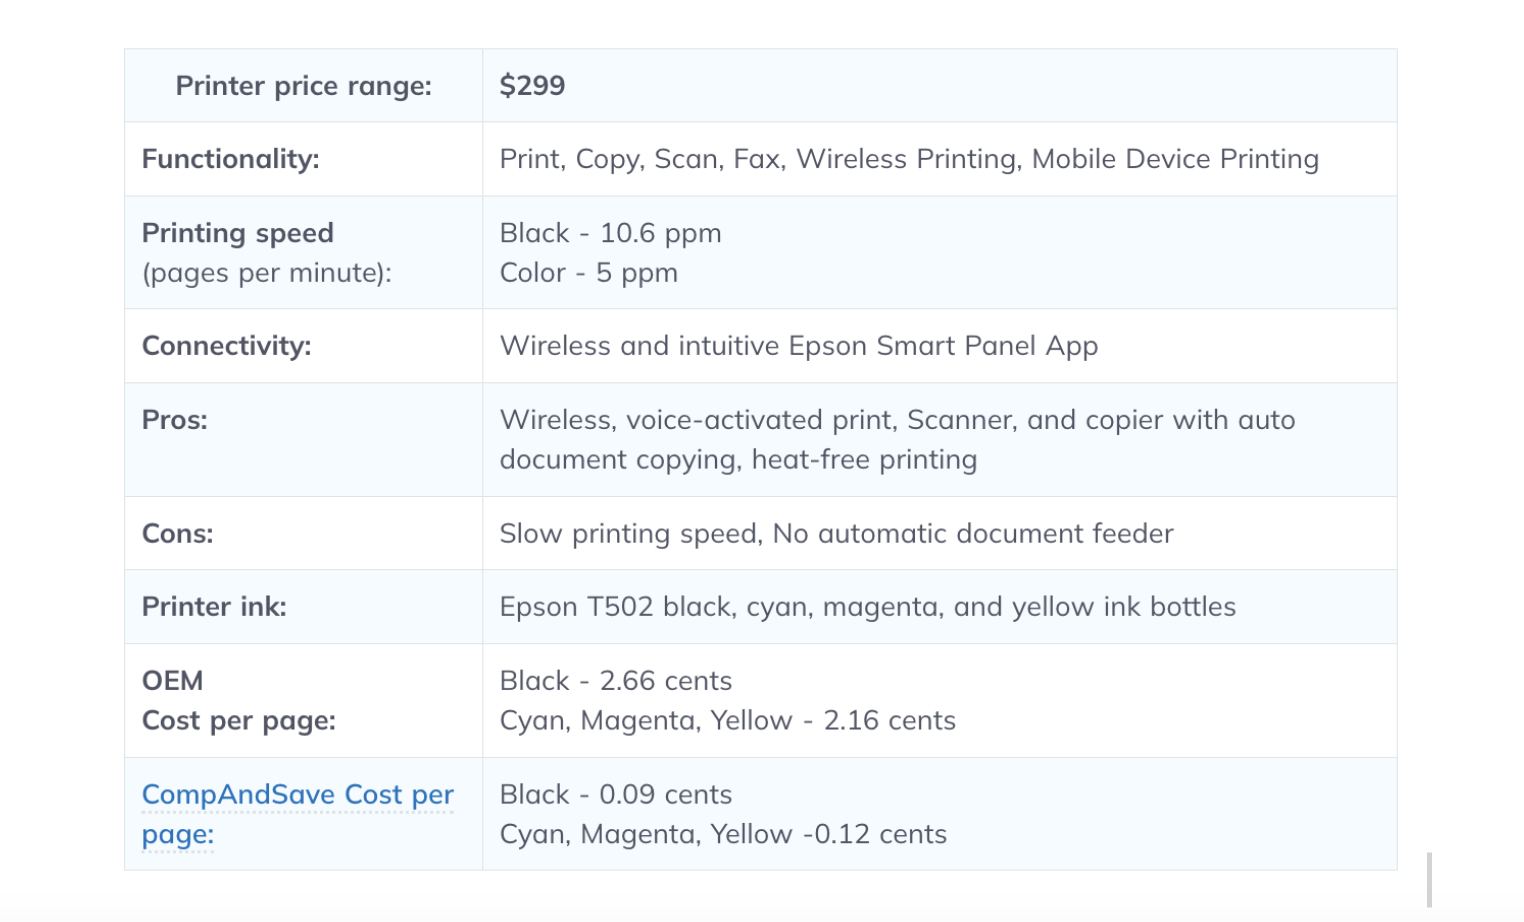 Printer price range:
$299
Functionality:
Print, Copy, Scan, Fax, Wireless Printing, Mobile Device Printing
Printing speed
(pages per minute):
Black - 10.6 ppm
Color - 5 ppm
Connectivity:
Wireless and intuitive Epson Smart Panel App
Pros:
Wireless, voice-activated print, Scanner, and copier with auto
document copying, heat-free printing
Cons:
Slow printing speed, No automatic document feeder
Printer ink:
Epson T502 black, cyan, magenta, and yellow ink bottles
OEM
Cost per page:
Black - 2.66 cents
Cyan, Magenta, Yellow - 2.16 cents
CompAndSave Cost per
page:
Black - 0.09 cents
Cyan, Magenta, Yellow -0.12 cents